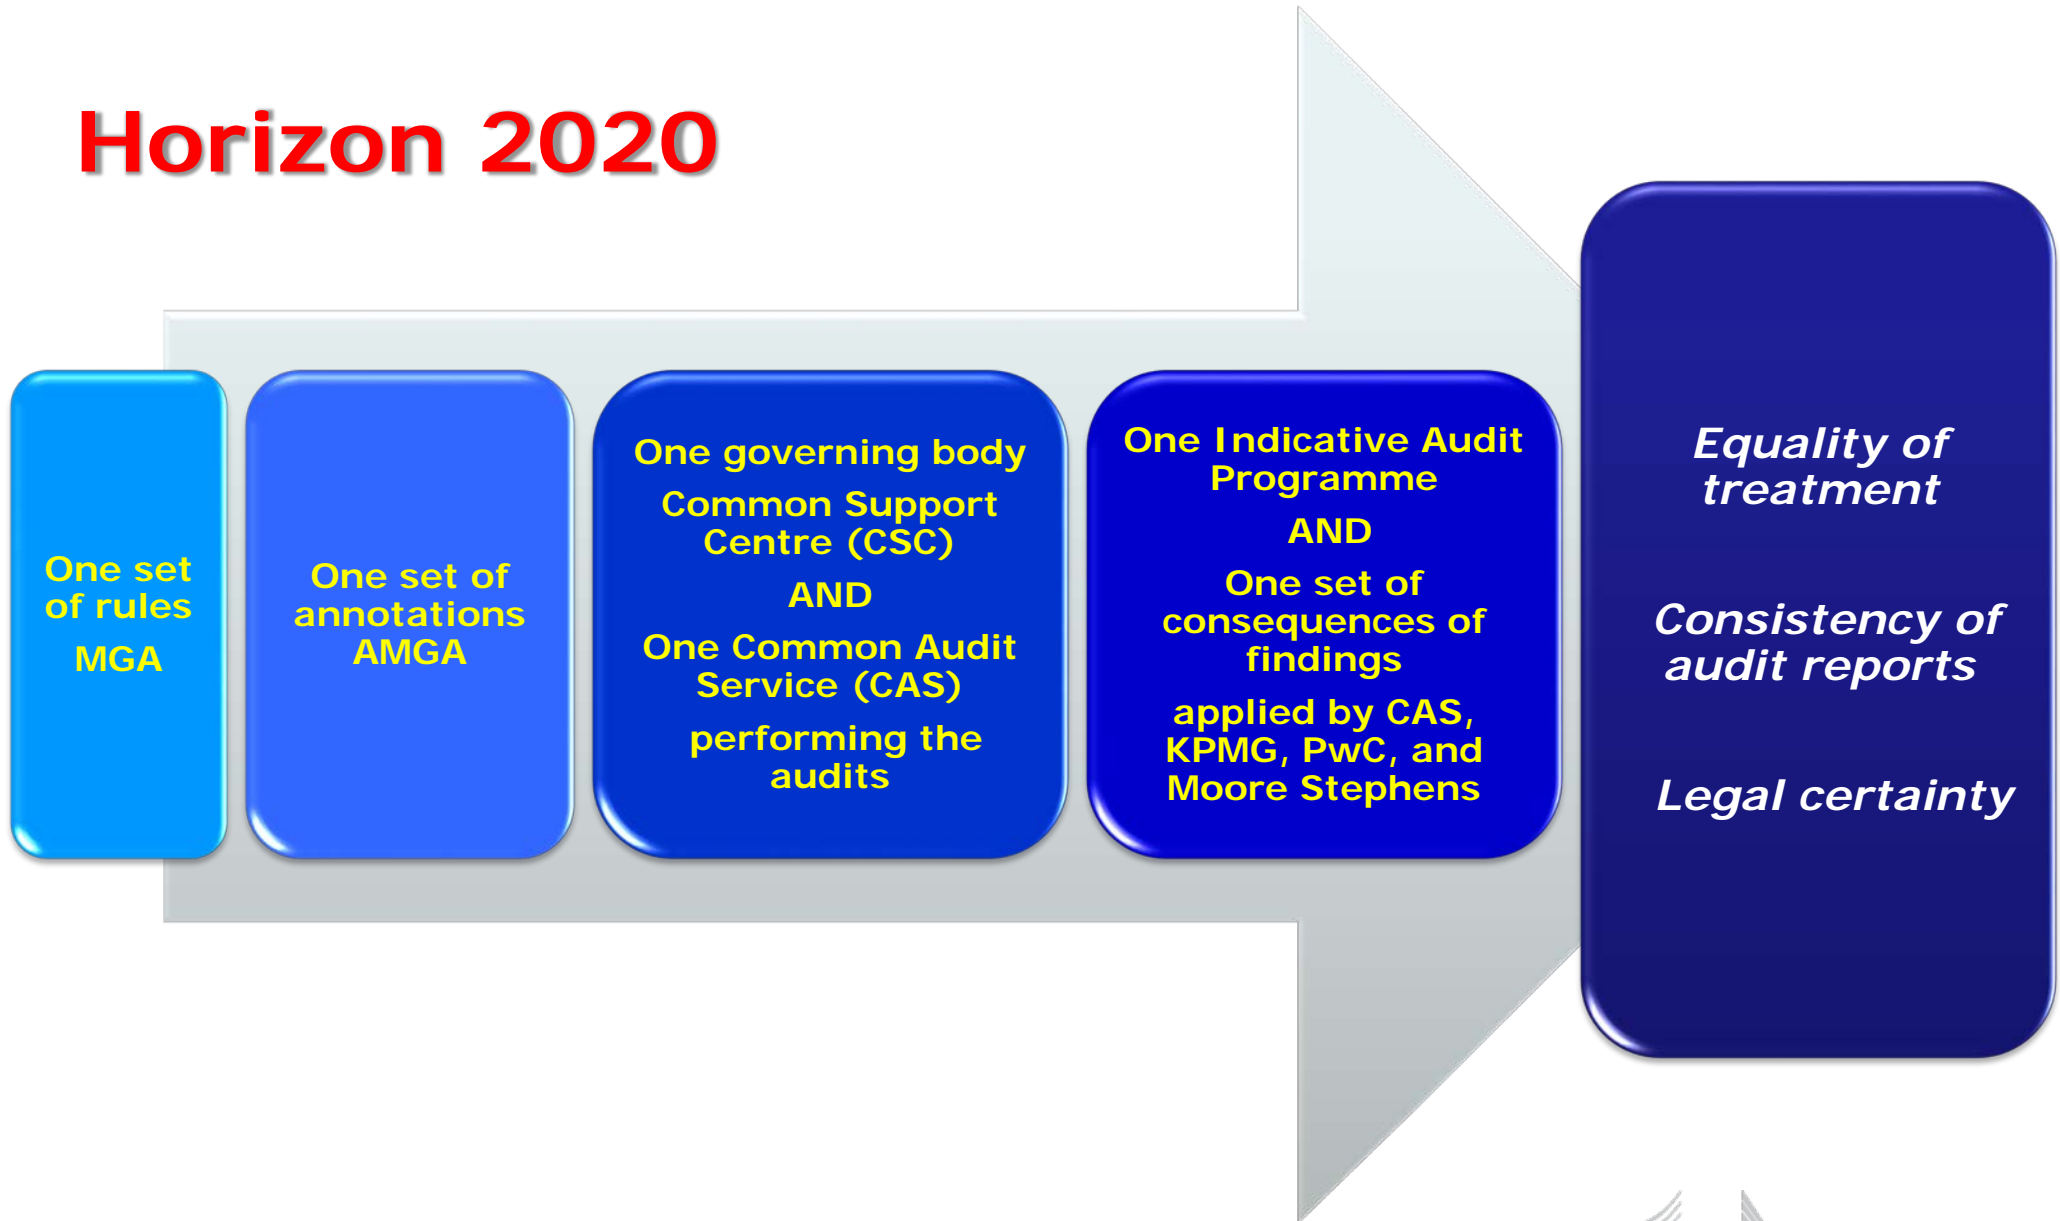 Horizon 2020
One set
of rules
MGA
One set of
annotations
AMGA
One governing body
Common Support
Centre (CSC)
AND
One Common Audit
Service (CAS)
performing the
audits
One Indicative Audit
Programme
AND
One set of
consequences of
findings
applied by CAS,
KPMG, PwC, and
Moore Stephens
Equality of
treatment
Consistency of
audit reports
Legal certainty